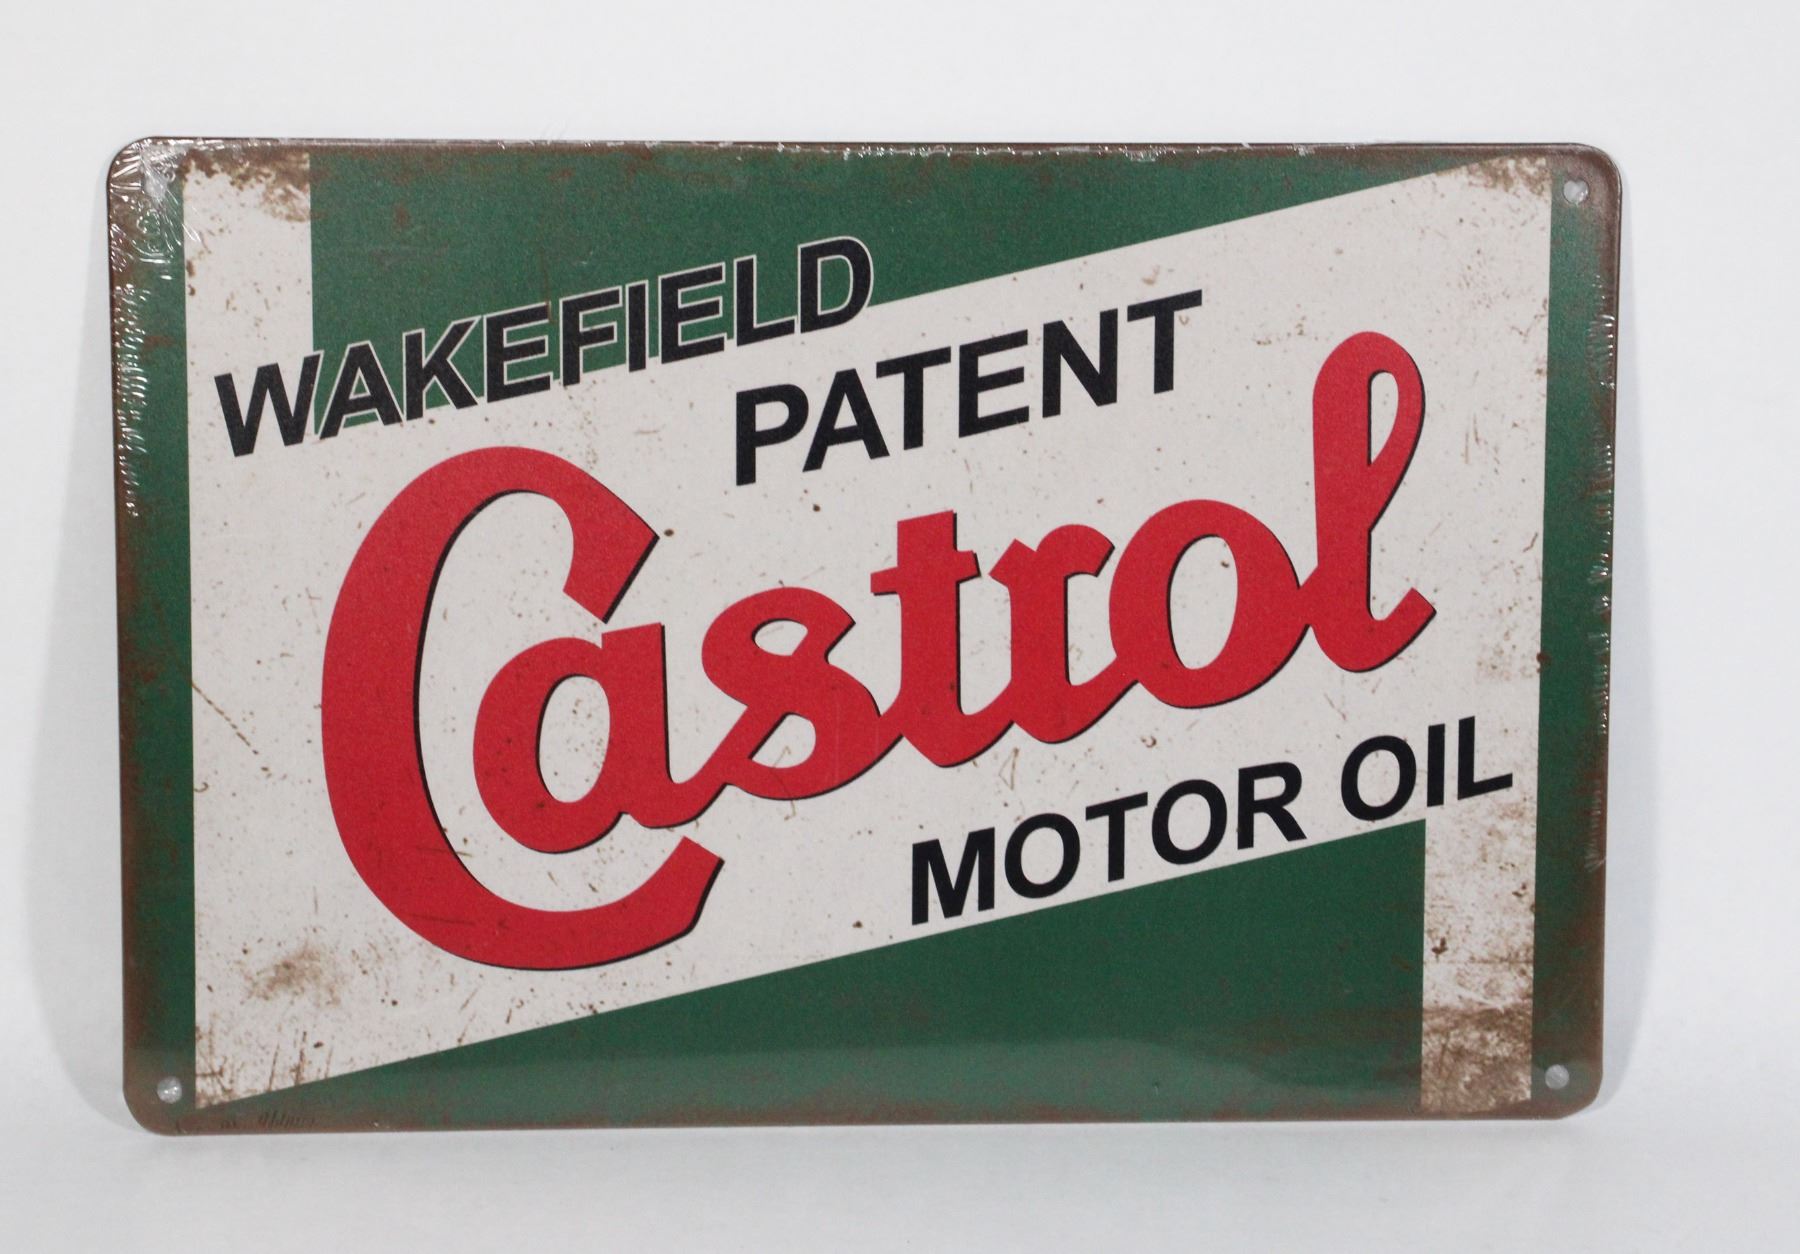 WAKEFIELD
PATENT
Castrol
MOTOR OIL